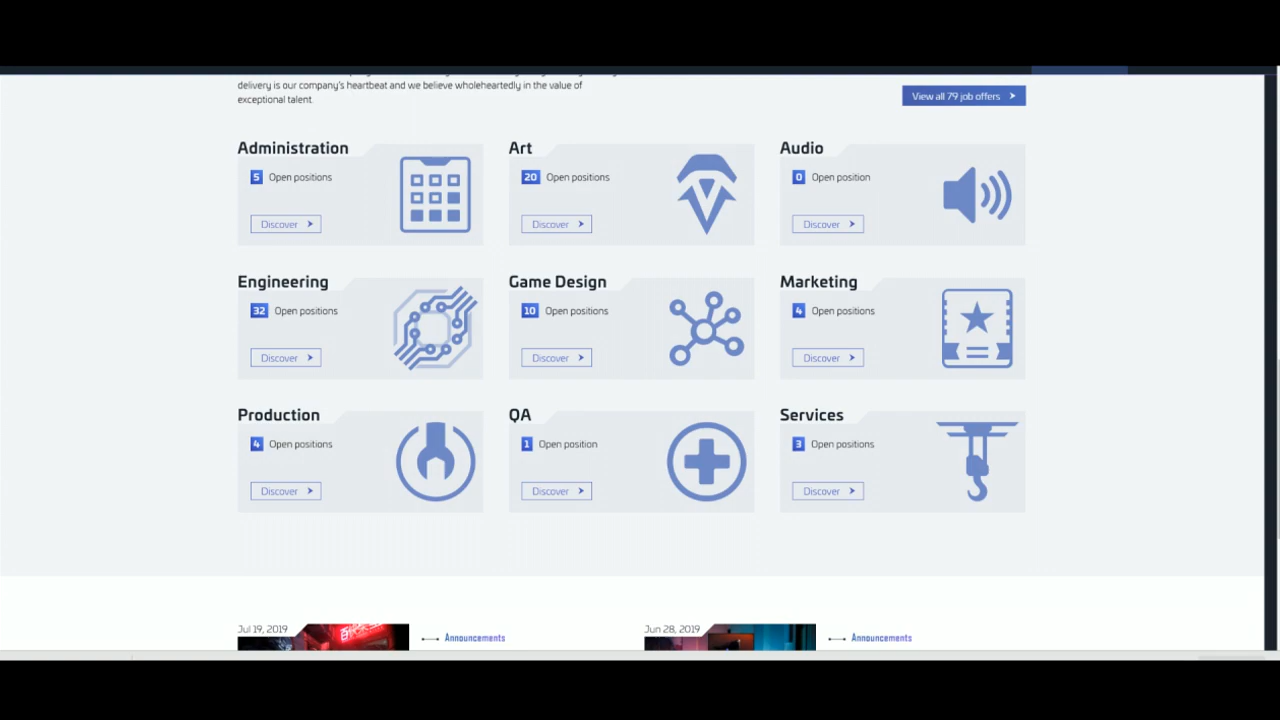 delivery is our company's heartbeat and we believe wholeheartedly in the value of
exceptional talent.
View all 79 job offers
Administration
5 Open positions
Discover
Art
20 Open positions
Discover
Audio
0 Open position
Discover
Engineering
32 Open positions
Discover
Game Design
10 Open positions
Discover
Marketing
4 Open positions
Discover
Production
4 Open positions
Discover
QA
1 Open position
Discover
Services
3 Open positions
Discover
Jul 19, 2019
Announcements
Jun 28, 2019
Announcements